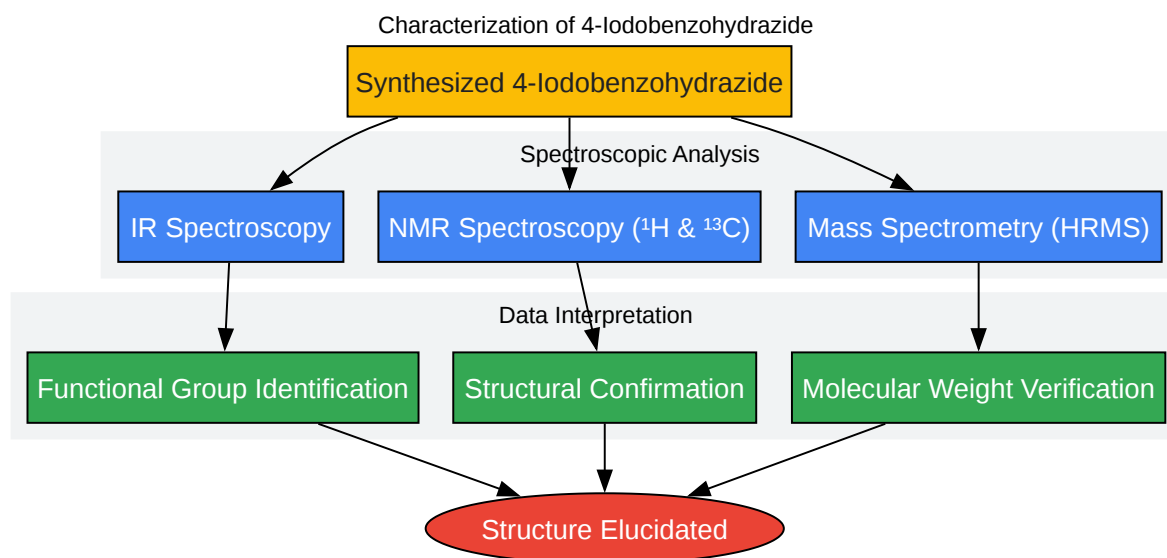 Characterization of 4-Iodobenzohydrazide
Synthesized 4-Iodobenzohydrazide
Spectroscopic Analysis
IR Spectroscopy
NMR Spectroscopy (¹H & ¹³C)
Mass Spectrometry (HRMS)
Data Interpretation
Functional Group Identification
Structural Confirmation
Molecular Weight Verification
Structure Elucidated